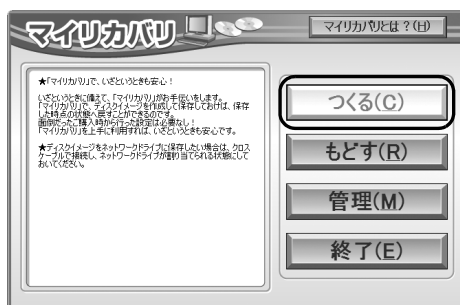 マイリカバリ
マイリカバリとは?(H)
★「マイリカバリ」で、いざというときも安心!
いざというときに備えて、「マイリカバリ」がお手伝いをします。
「マイリカバリ」で、ディスクイメージを作成して保存しておけば、保存
した時点の状態へ戻すことができるのです。
面倒だったご購入時から行った設定は必要なし!
「マイリカバリ」を上手に利用すれば、いざというときも安心です。
★ディスクイメージをネットワークドライブに保存したい場合は、クロス
ケーブルで接続し、ネットワークドライブが割り当てられる状態にして
おいてください。
つくる(C)
もどす(R)
管理(M)
終了(E)